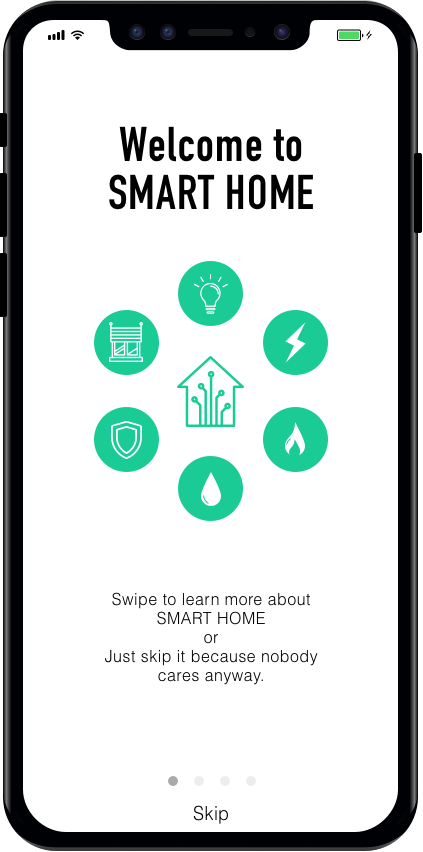 Welcome to
SMART HOME
Swipe to learn more about
SMART HOME
or
Just skip it because nobody
cares anyway.
Skip